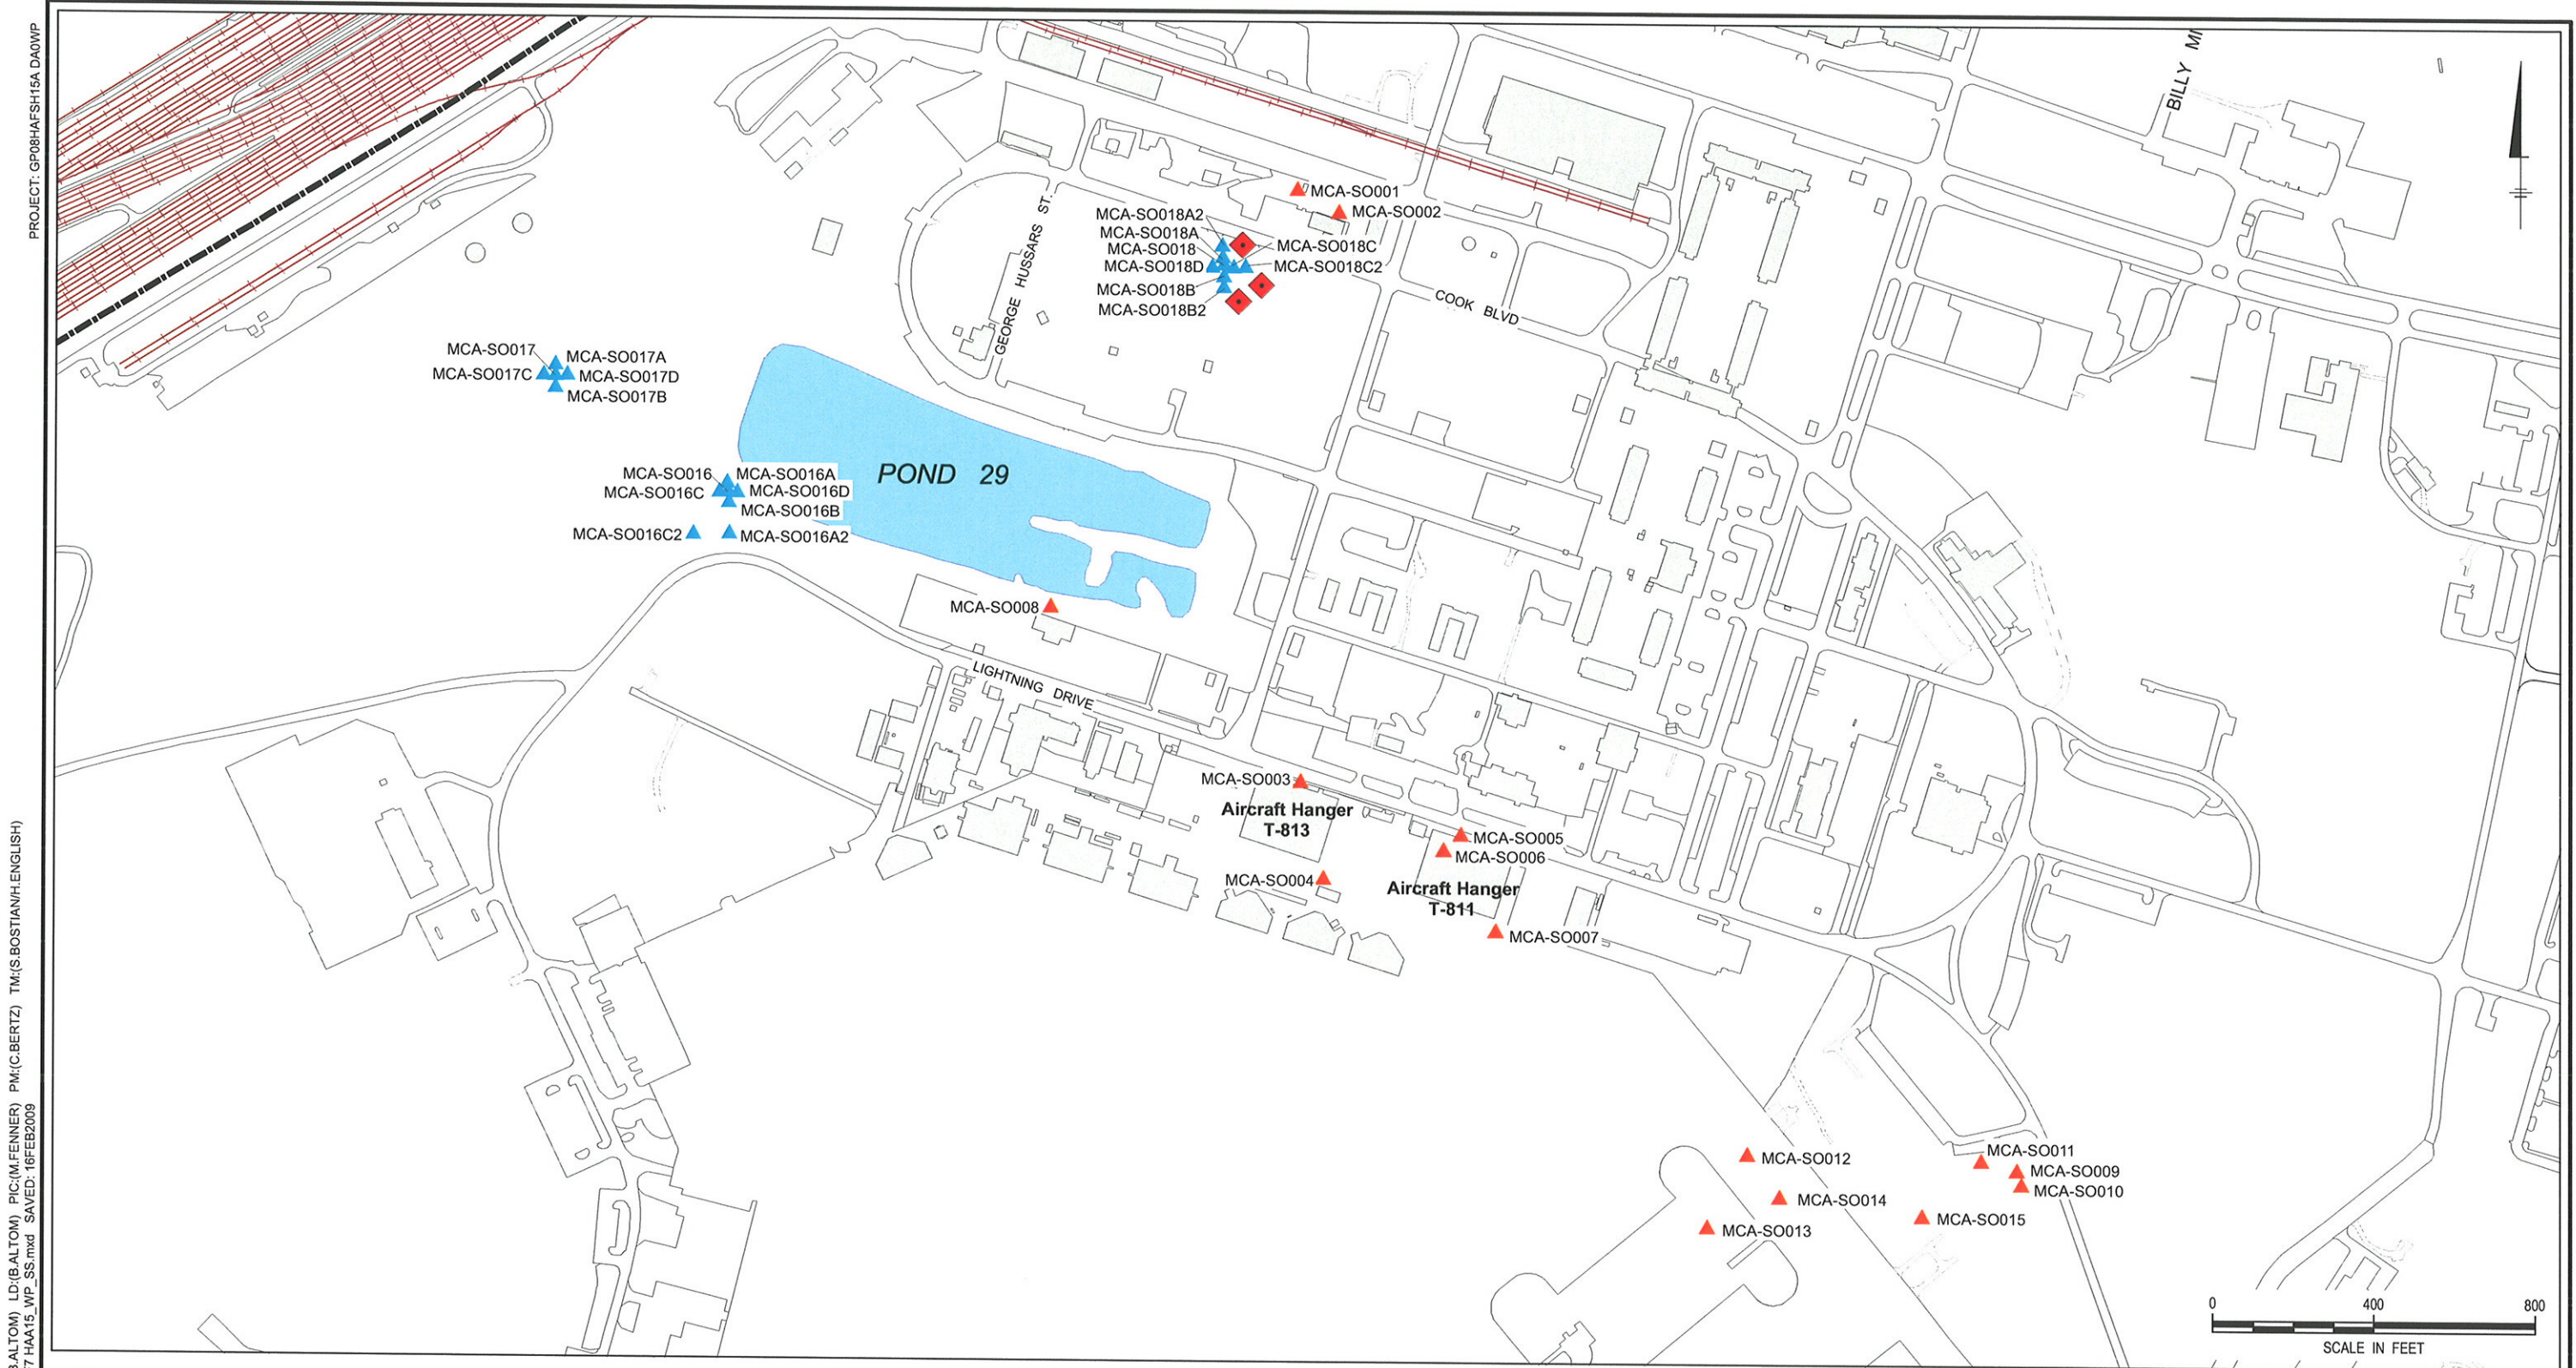 PROJECT: GP08HAFSH15A DA0WP
BILLY MI
MCA-SO001
MCA-SO002
MCA-SO018A2
MCA-SO018A
MCA-SO018
MCA-SO018C
MCA-SO018D
MCA-SO018C2
MCA-SO018B
MCA-SO018B2
GEORGE HUSSARS ST.
COOK BLVD
MCA-SO017
MCA-SO017A
MCA-SO017C
MCA-SO017D
MCA-SO017B
POND 29
MCA-SO016
MCA-SO016A
MCA-SO016C
MCA-SO016D
MCA-SO016B
MCA-SO016C2
MCA-SO016A2
MCA-SO008
LIGHTNING DRIVE
MCA-SO003
Aircraft Hanger
T-813
MCA-SO005
MCA-SO006
MCA-SO004
Aircraft Hanger
T-811
MCA-SO007
MCA-SO011
MCA-SO012
MCA-SO009
MCA-SO010
MCA-SO014
MCA-SO015
MCA-SO013
0 400 800
SCALE IN FEET
B.ALTOM) LD:(B.ALTOM) PIC:(M.FENNER) PM:(C.BERTZ) TM:(S.BOSTIAN/H.ENGLISH)
7 HAA15_WP_SS.mxd SAVED: 16FEB2009